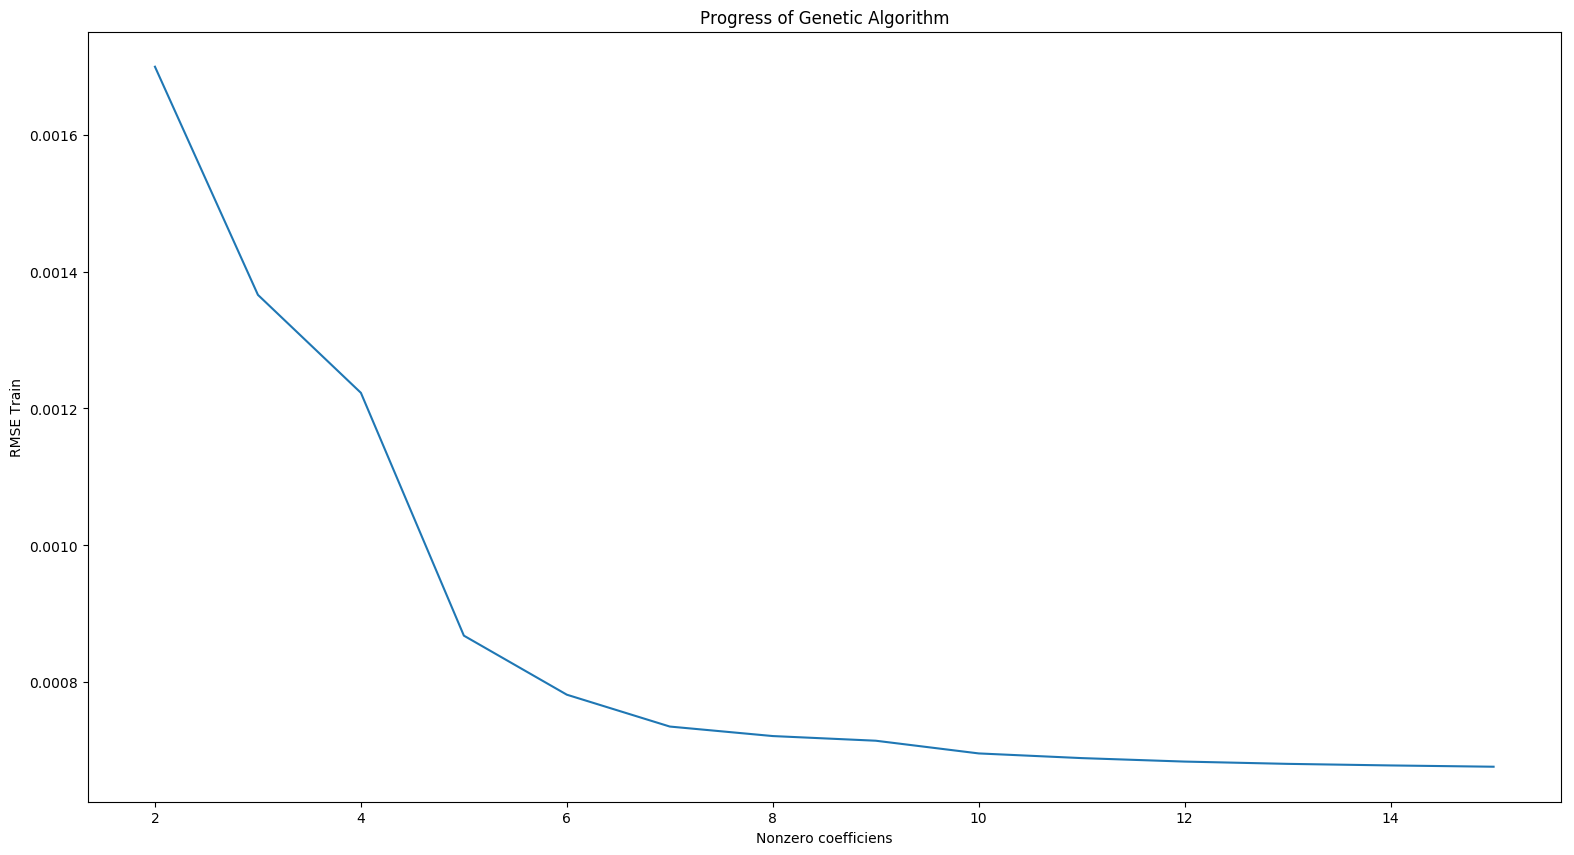 Progress of Genetic Algorithm
0.0016
0.0014
0.0012
0.0010
0.0008
RMSE Train
2 4 6 8 10 12 14
Nonzero coefficiens